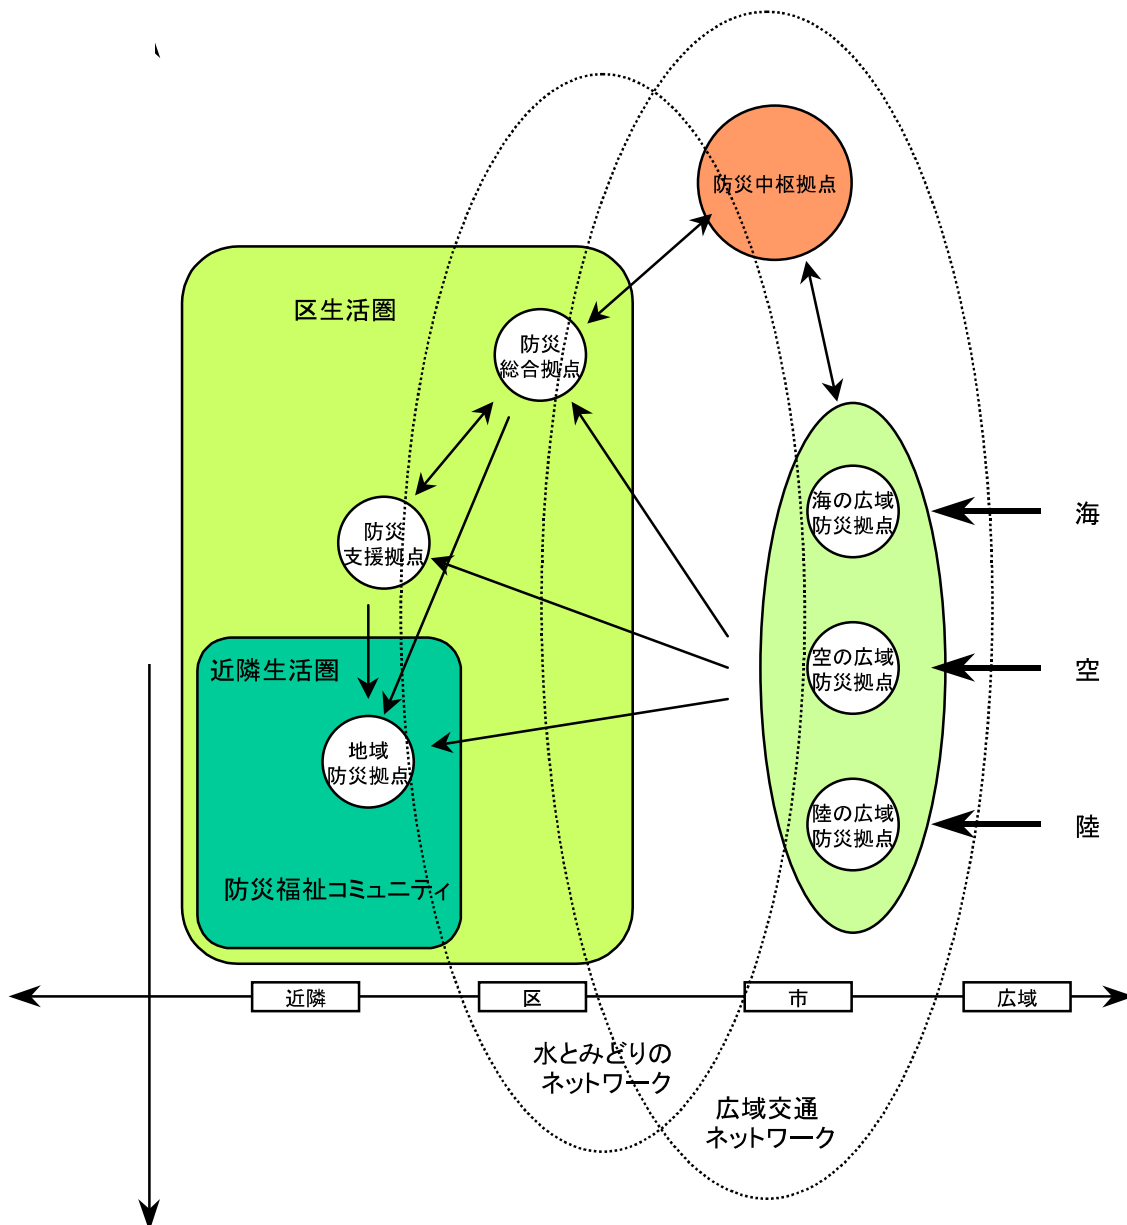 防災中枢拠点
区生活圏
防災
総合拠点
防災
支援拠点
近隣生活圏
地域
防災拠点
防災福祉コミュニティ
海の広域
防災拠点
海
空の広域
防災拠点
空
陸の広域
防災拠点
陸
近隣
区
市
広域
水とみどりの
ネットワーク
広域交通
ネットワーク